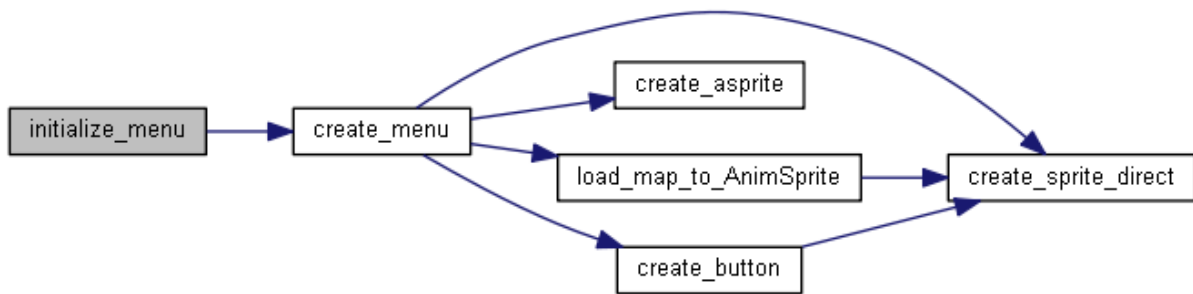 initialize_menu
create_menu
create_asprite
load_map_to_AnimSprite
create_button
create_sprite_direct